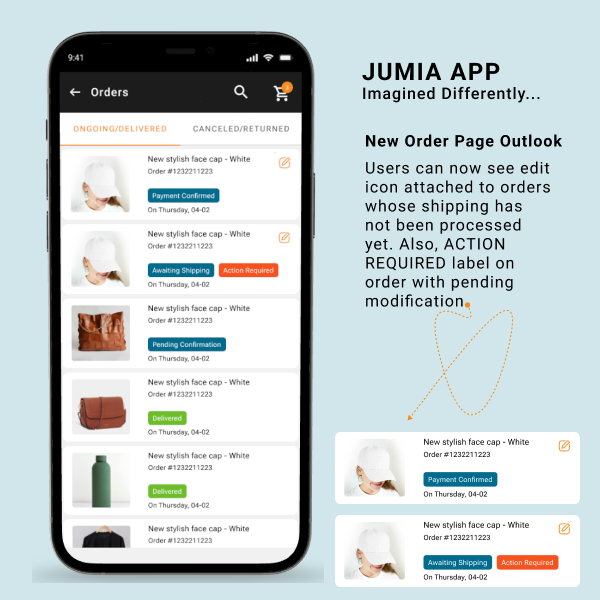 9:41
Orders
3
ONGOING/DELIVERED
CANCELED/RETURNED
New stylish face cap - White
Order #1232211223
Payment Confirmed
On Thursday, 04-02
New stylish face cap - White
Order #1232211223
Awaiting Shipping Action Required
On Thursday, 04-02
New stylish face cap - White
Order #1232211223
Pending Confirmation
On Thursday, 04-02
New stylish face cap - White
Order #1232211223
Delivered
On Thursday, 04-02
New stylish face cap - White
Order #1232211223
Delivered
On Thursday, 04-02
New stylish face cap - White
Order #1232211223
JUMIA APP
Imagined Differently...
New Order Page Outlook
Users can now see edit
icon attached to orders
whose shipping has
not been processed
yet. Also, ACTION
REQUIRED label on
order with pending
modification.
New stylish face cap - White
Order #1232211223
Payment Confirmed
On Thursday, 04-02
New stylish face cap - White
Order #1232211223
Awaiting Shipping Action Required
On Thursday, 04-02